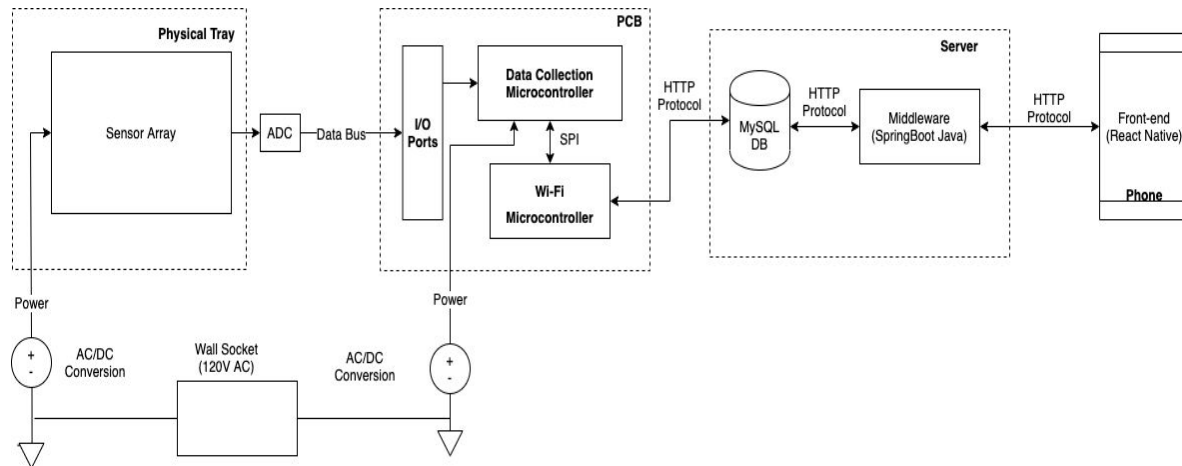 Physical Tray
Sensor Array
ADC
Data Bus
PCB
I/O
Ports
Data Collection
Microcontroller
SPI
Wi-Fi
Microcontroller
HTTP
Protocol
Server
MySQL
DB
HTTP
Protocol
Middleware
(SpringBoot Java)
HTTP
Protocol
Front-end
(React Native)
Phone
Power
+
-
AC/DC
Conversion
Wall Socket
(120V AC)
AC/DC
Conversion
Power
+
-